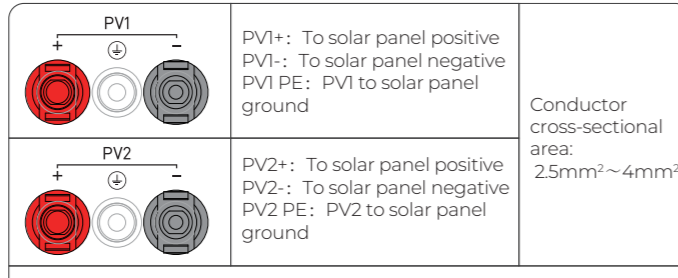 PV1
+ −
PV1+: To solar panel positive
PV1-: To solar panel negative
PV1 PE: PV1 to solar panel
ground
PV2
+ −
PV2+: To solar panel positive
PV2-: To solar panel negative
PV2 PE: PV2 to solar panel
ground
Conductor
cross-sectional
area:
2.5mm²~4mm²